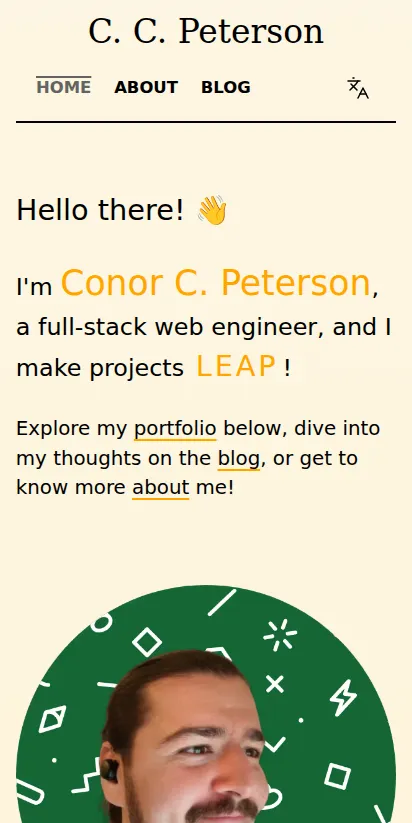 C. C. Peterson
HOME ABOUT BLOG
Hello there! 👋
I'm Conor C. Peterson,
a full-stack web engineer, and I
make projects LEAP !
Explore my portfolio below, dive into
my thoughts on the blog, or get to
know more about me!